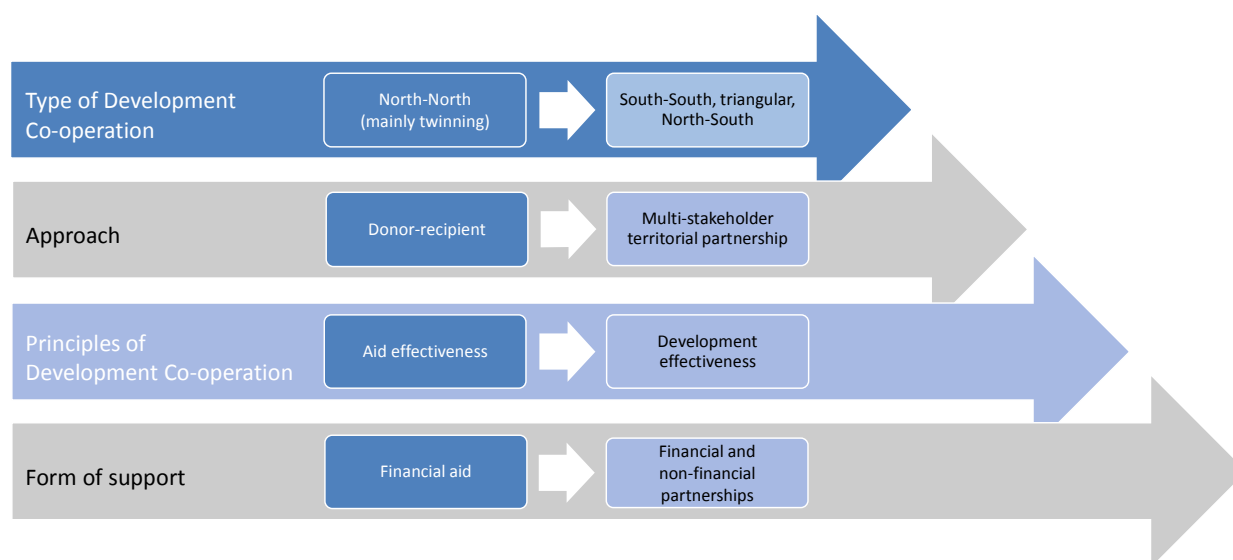 Type of Development
Co-operation
North-North
(mainly twinning)
South-South, triangular,
North-South
Approach
Donor-recipient
Multi-stakeholder
territorial partnership
Principles of
Development Co-operation
Aid effectiveness
Development
effectiveness
Form of support
Financial aid
Financial and
non-financial
partnerships